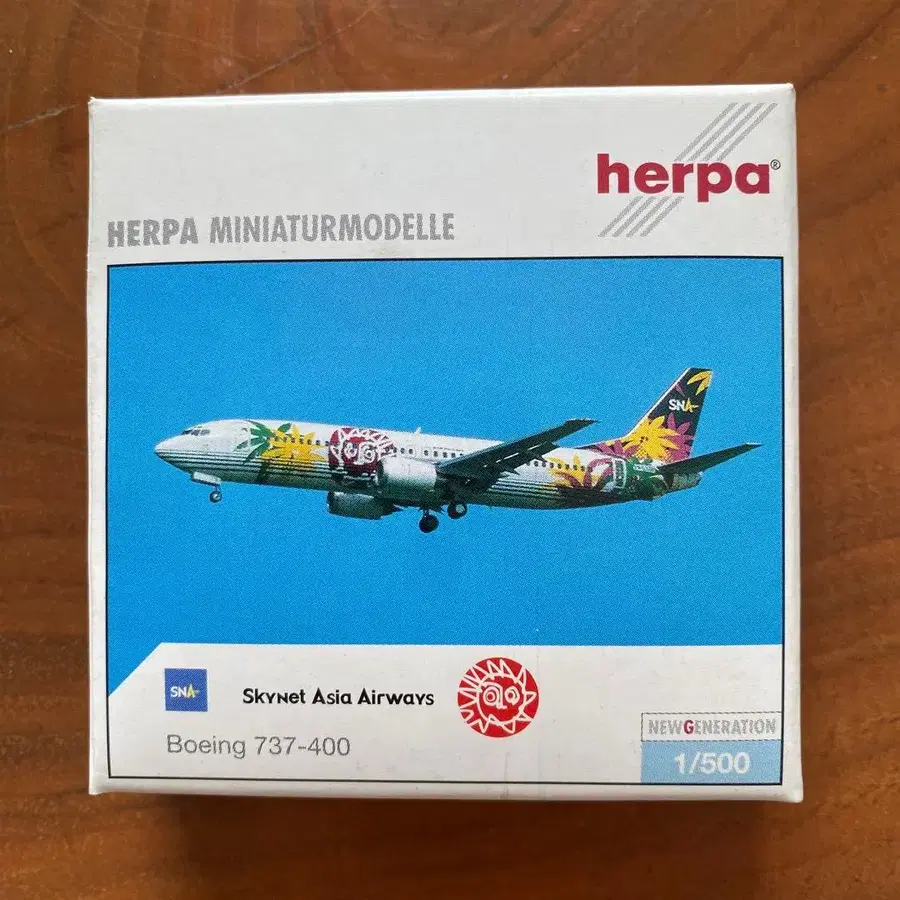 herpa®
HERPA MINIATURMODELLE
SNA
SNA
SKYNET ASIA AIRWAYS
Boeing 737-400
NEWGENERATION
1/500